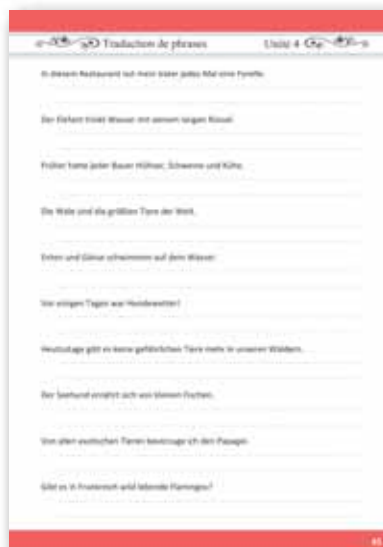 Traduction de phrases Unité 4
In diesem Restaurant isst mein Vater jedes Mal eine Forelle.
Der Elefant trinkt Wasser mit seinem langen Rüssel.
Früher hatte jeder Bauer Hühner, Schweine und Kühe.
Die Wale sind die größten Tiere der Welt.
Enten und Gänse schwimmen auf dem Wasser.
Vor einigen Tagen war Hundewetter!
Heutzutage gibt es keine gefährlichen Tiere mehr in unseren Wäldern.
Der Seehund ernährt sich von kleinen Fischen.
Von allen exotischen Tieren bevorzuge ich den Papagei.
Gibt es in Frankreich wild lebende Flamingos?